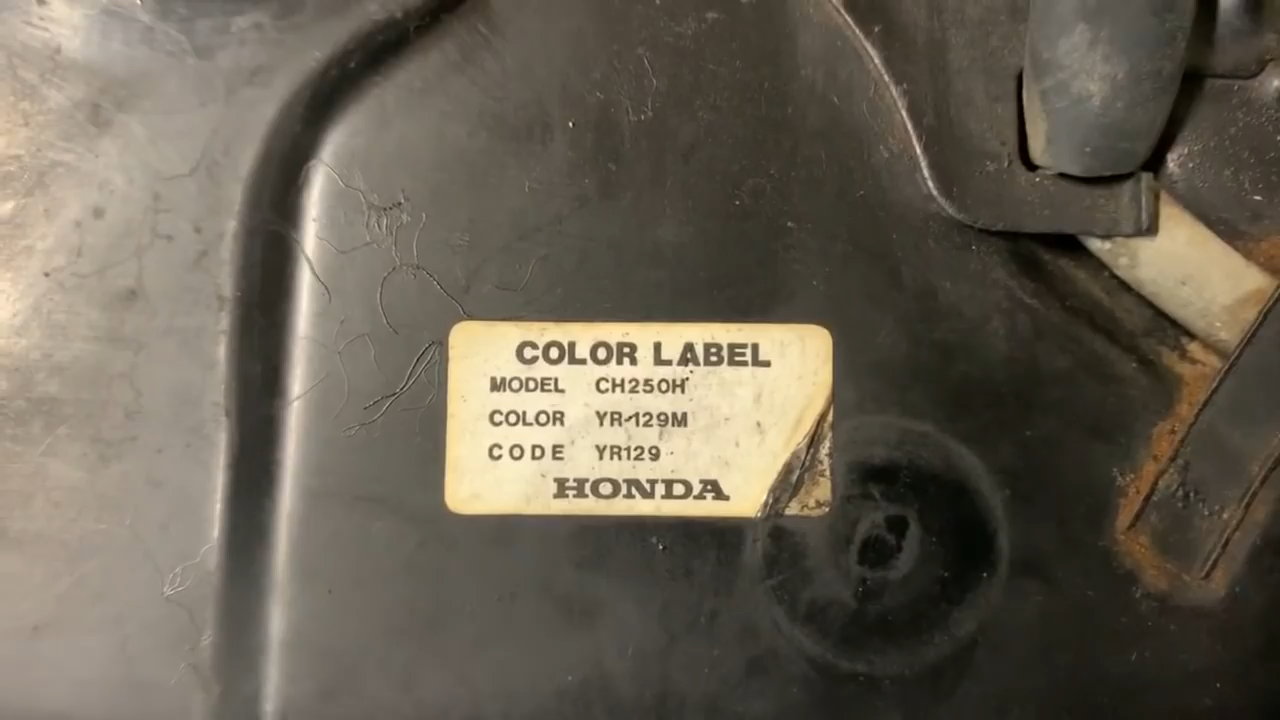 COLOR LABEL
MODEL CH250H
COLOR YR-129M
CODE YR129
HONDA